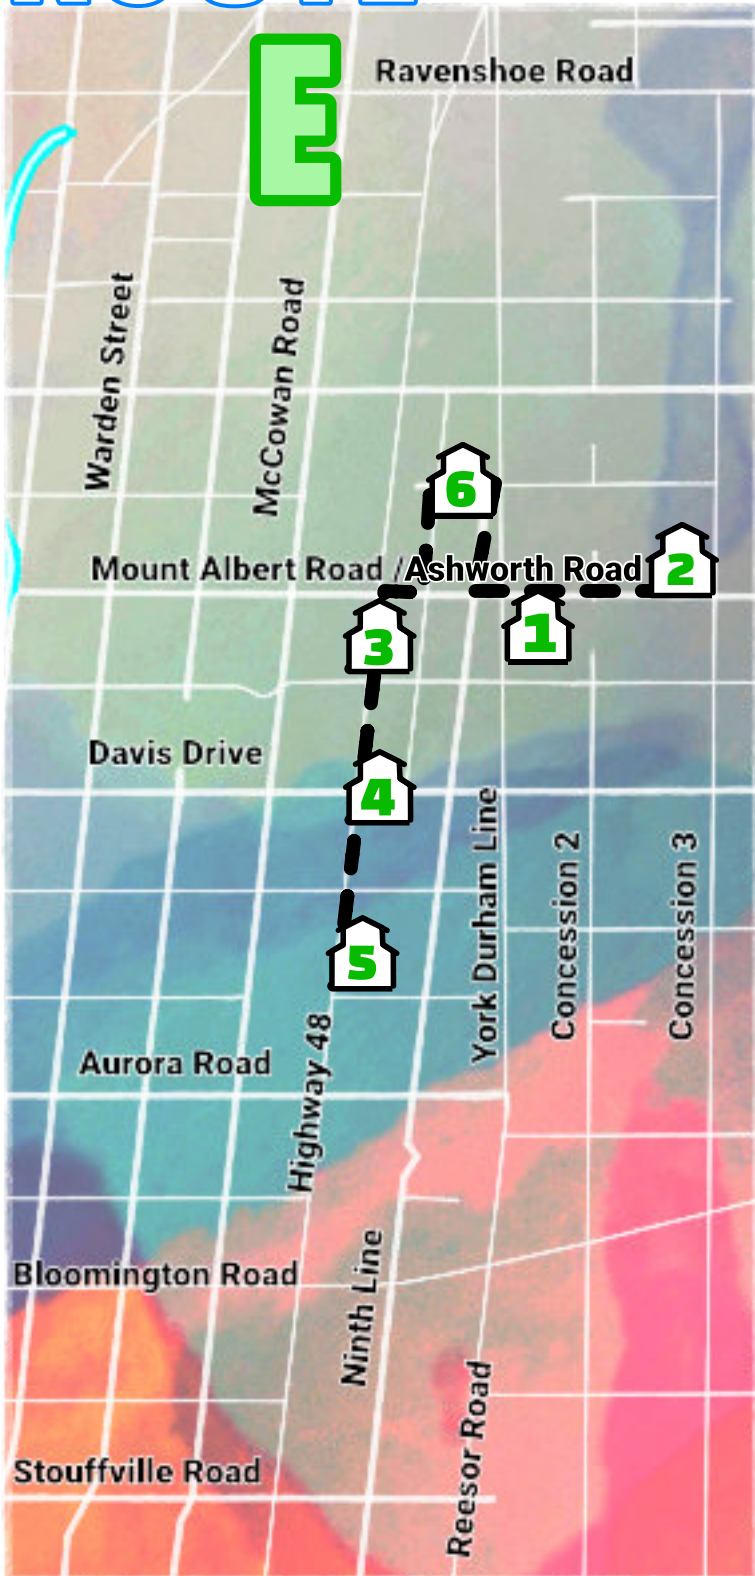 E
Ravenshoe Road
Warden Street
McCowan Road
6
Mount Albert Road /Ashworth Road
2
1
3
Davis Drive
4
York Durham Line
Concession 2
Concession 3
5
Highway 48
Aurora Road
Ninth Line
Bloomington Road
Reesor Road
Stouffville Road